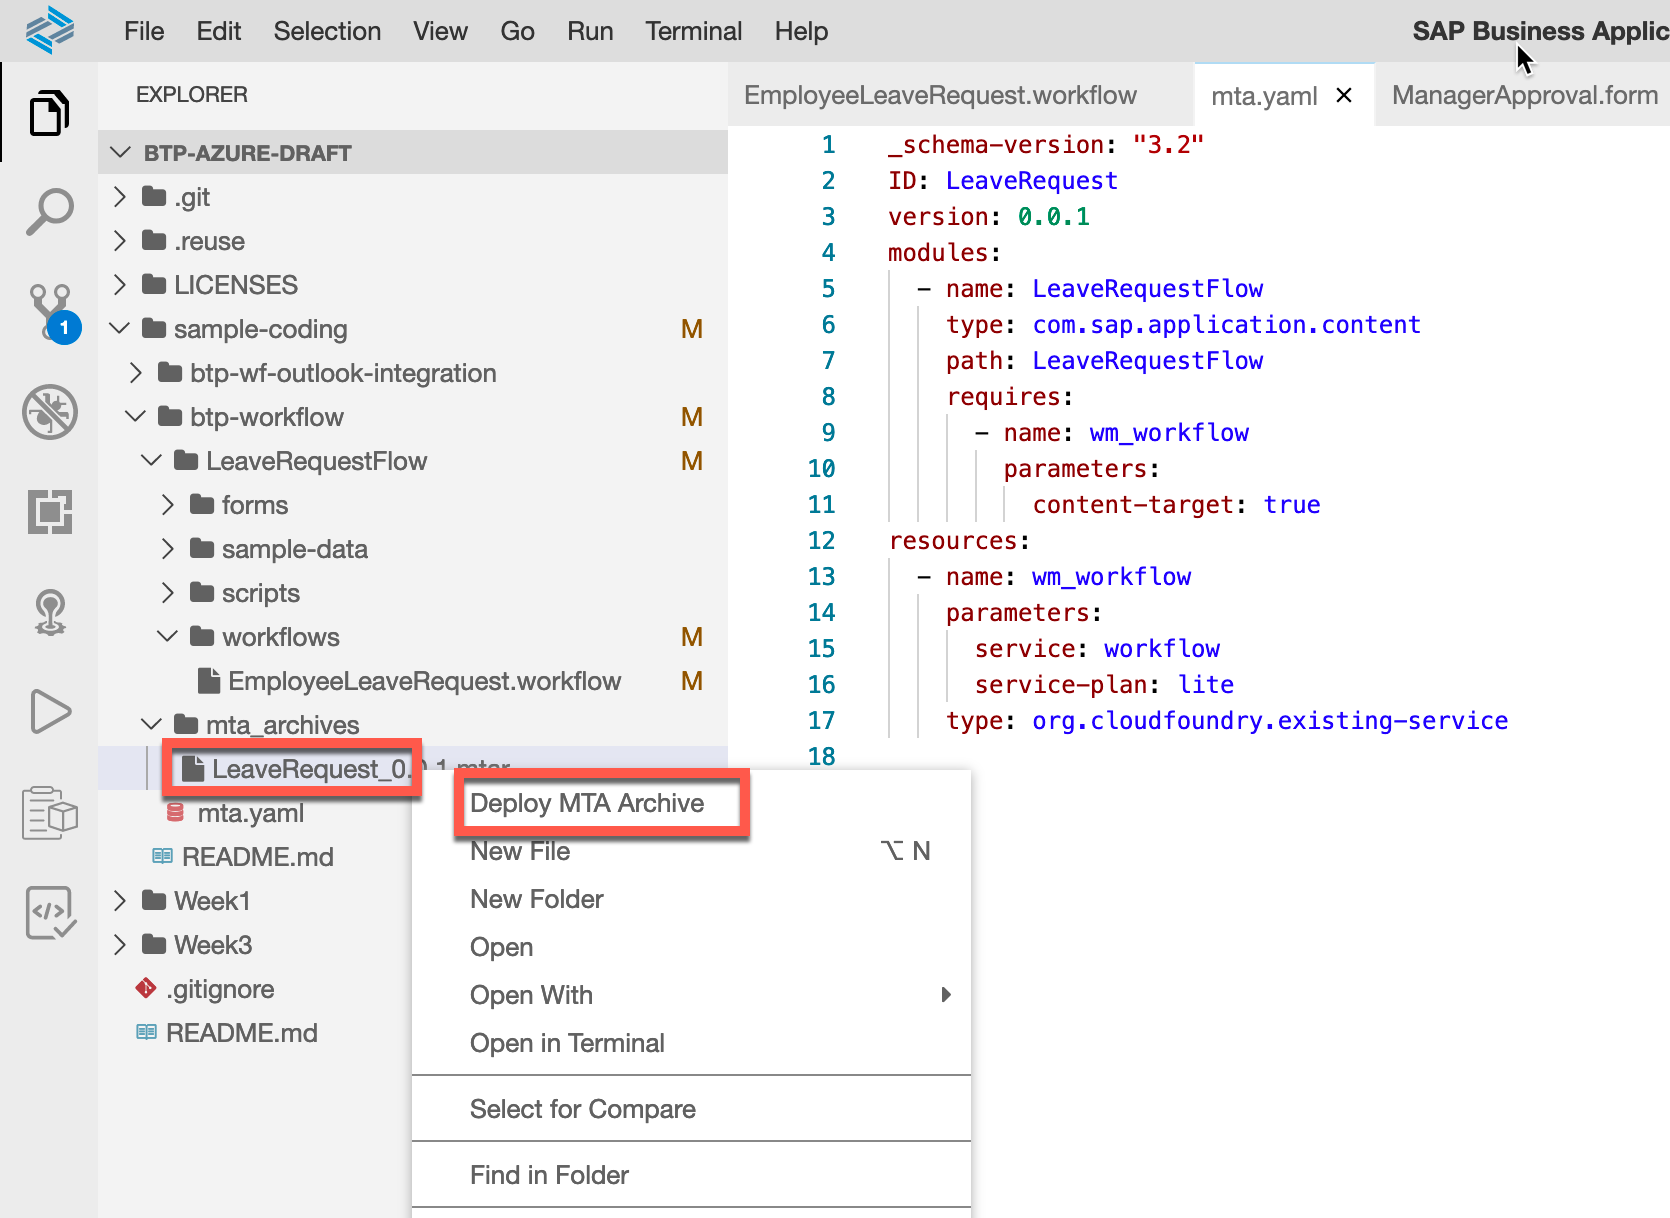 File Edit Selection View Go Run Terminal Help SAP Business Applic
EXPLORER
BTP-AZURE-DRAFT
.git
.reuse
LICENSES
sample-coding M
btp-wf-outlook-integration
btp-workflow M
LeaveRequestFlow M
forms
sample-data
scripts
workflows M
EmployeeLeaveRequest.workflow M
mta_archives
LeaveRequest_0.0.1.mtar
mta.yaml
README.md
Week1
Week3
.gitignore
README.md
1
EmployeeLeaveRequest.workflow mta.yaml × ManagerApproval.form
1 _schema-version: "3.2"
2 ID: LeaveRequest
3 version: 0.0.1
4 modules:
5 - name: LeaveRequestFlow
6 type: com.sap.application.content
7 path: LeaveRequestFlow
8 requires:
9 - name: wm_workflow
10 parameters:
11 content-target: true
12 resources:
13 - name: wm_workflow
14 parameters:
15 service: workflow
16 service-plan: lite
17 type: org.cloudfoundry.existing-service
18
Deploy MTA Archive
New File ⌥ N
New Folder
Open
Open With
Open in Terminal
Select for Compare
Find in Folder